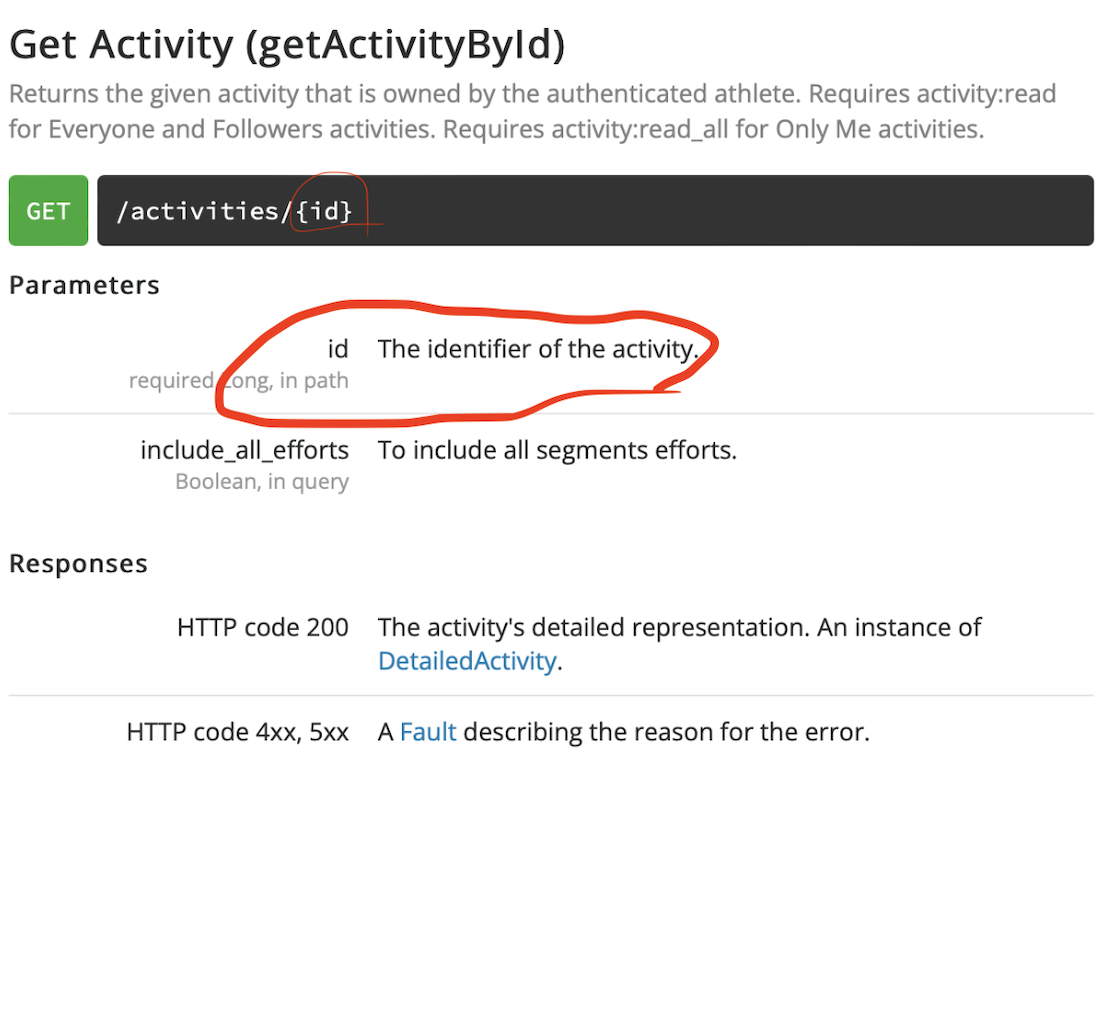 Get Activity (getActivityById)
Returns the given activity that is owned by the authenticated athlete. Requires activity:read
for Everyone and Followers activities. Requires activity:read_all for Only Me activities.
GET /activities/{id}
Parameters
id The identifier of the activity.
required Long, in path
include_all_efforts To include all segments efforts.
Boolean, in query
Responses
HTTP code 200 The activity's detailed representation. An instance of
DetailedActivity.
HTTP code 4xx, 5xx A Fault describing the reason for the error.